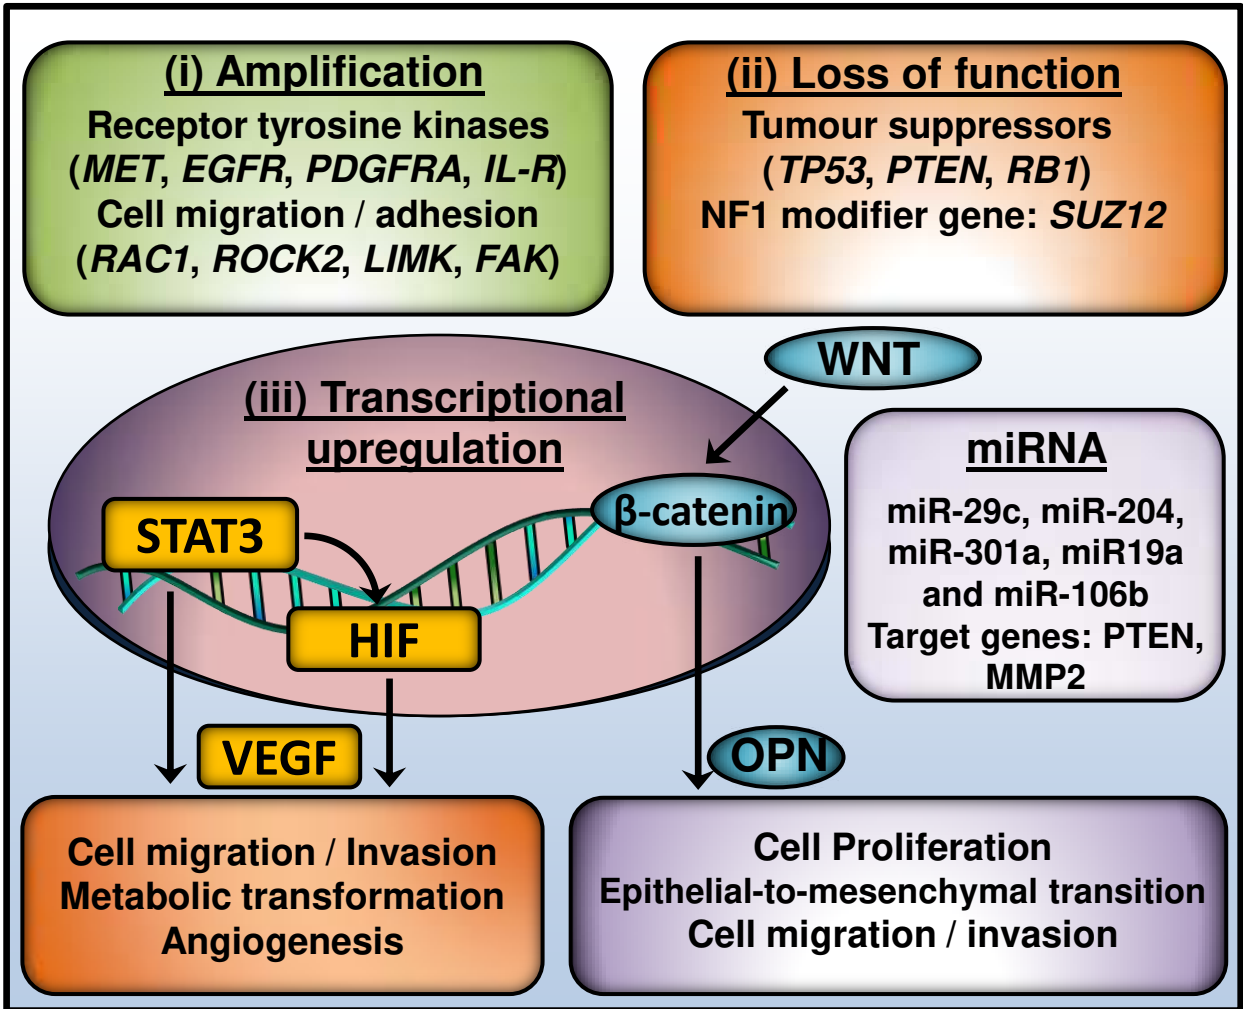 (i) Amplification
Receptor tyrosine kinases
(MET, EGFR, PDGFRA, IL-R)
Cell migration / adhesion
(RAC1, ROCK2, LIMK, FAK)
(ii) Loss of function
Tumour suppressors
(TP53, PTEN, RB1)
NF1 modifier gene: SUZ12
WNT
(iii) Transcriptional
upregulation
β-catenin
STAT3
HIF
miRNA
miR-29c, miR-204,
miR-301a, miR19a
and miR-106b
Target genes: PTEN,
MMP2
VEGF
OPN
Cell migration / Invasion
Metabolic transformation
Angiogenesis
Cell Proliferation
Epithelial-to-mesenchymal transition
Cell migration / invasion